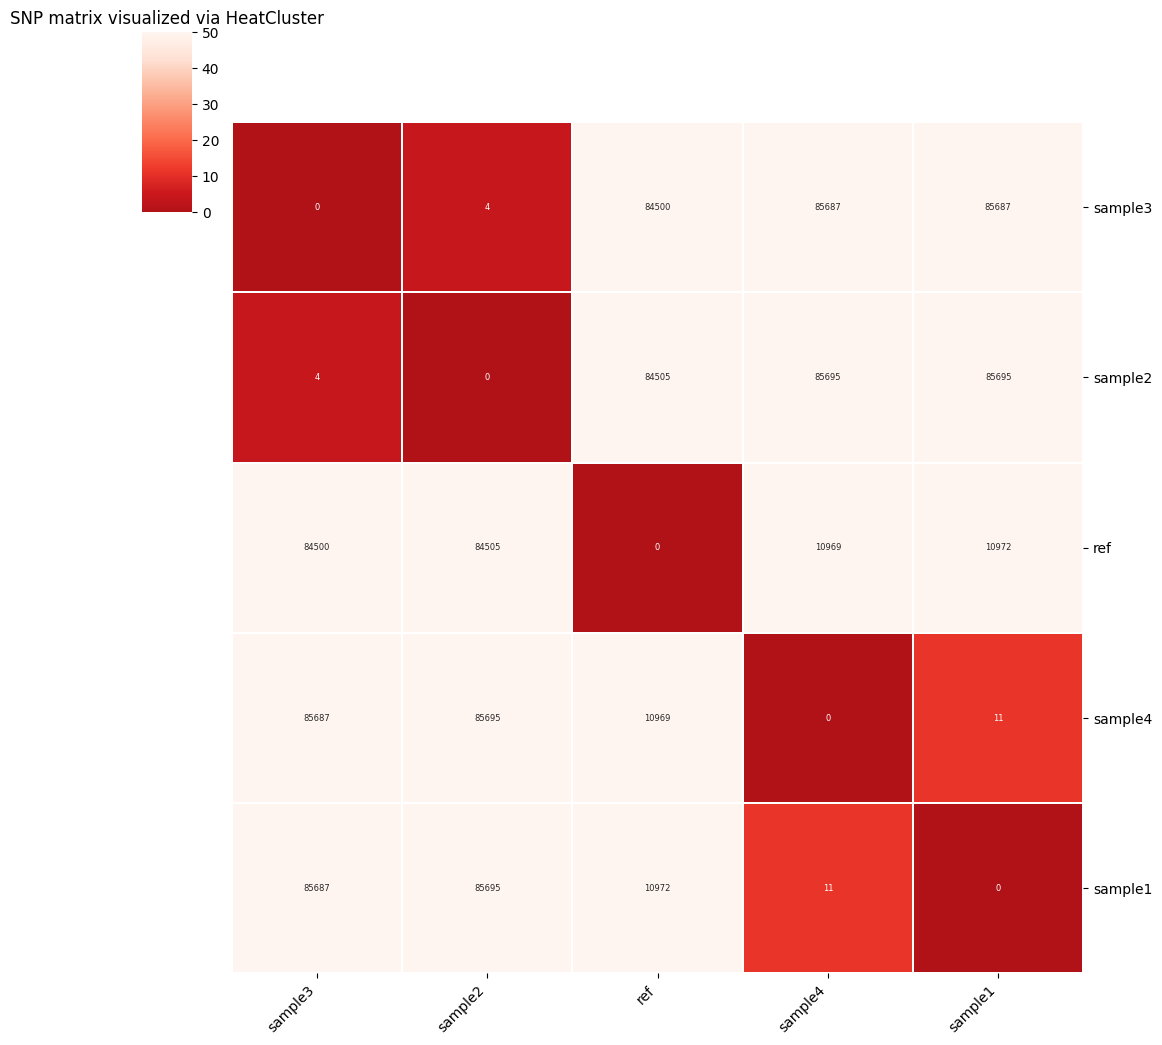 SNP matrix visualized via HeatCluster
50
40
30
20
10
0
0 4 84500 85687 85687 sample3
4 0 84505 85695 85695 sample2
84500 84505 0 10969 10972 ref
85687 85695 10969 0 11 sample4
85687 85695 10972 11 0 sample1
sample3 sample2 ref sample4 sample1